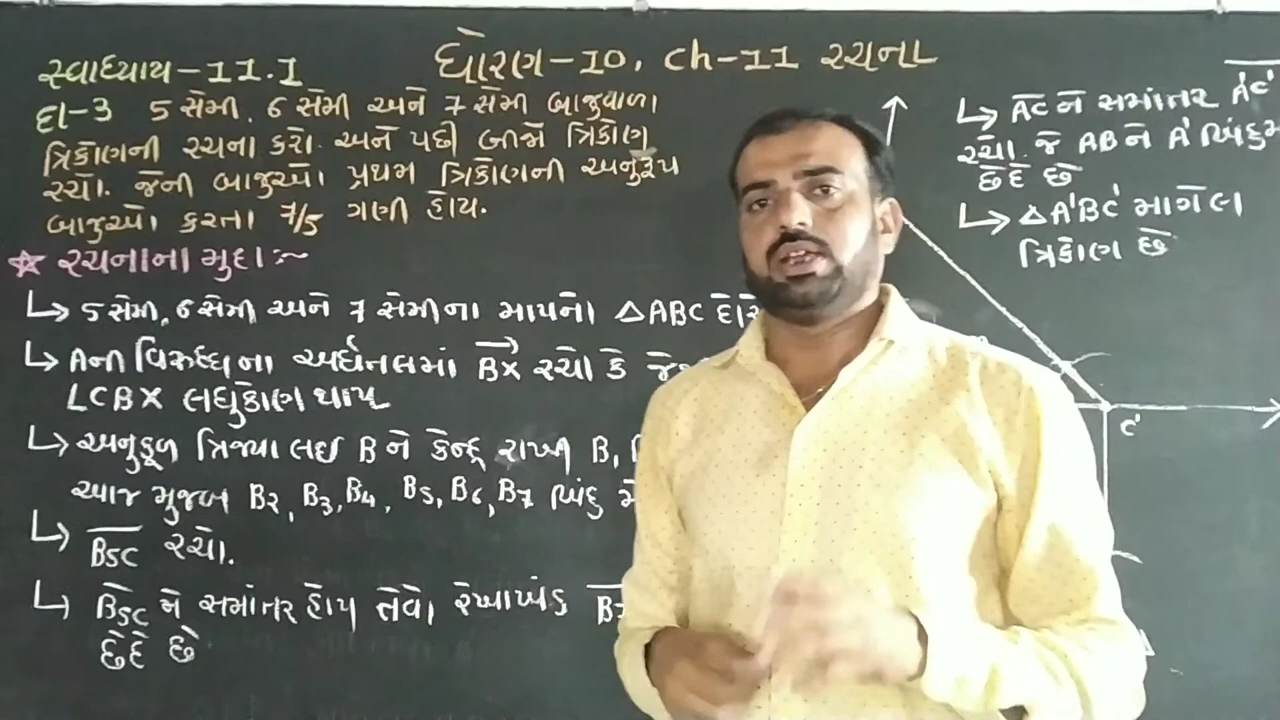 ધોરણ-10, ch-11 રચના
સ્વાધ્યાય-11.1
દા-3 5 સેમી, 6 સેમી અને 7 સેમી બાજુવાળા
ત્રિકોણની રચના કરો. અને પછી બીજો ત્રિકોણ
રચો. જેની બાજુઓ પ્રથમ ત્રિકોણની અનુરૂપ
બાજુઓ કરતા 7/5 ગણી હોય.
☆ રચનાના મુદ્દા :~
↳ 5 સેમી, 6 સેમી અને 7 સેમીના માપનો △ABC
↳ Aની વિરુધ્ધના અર્ધતલમાં BX રચો કે
∠CBX લઘુકોણ થાય
↳ અનુકૂળ ત્રિજ્યા લઇ B ને કેન્દ્ર રાખી B,
આજ મુજબ B2, B3, B4, B5, B6, B7 બિંદુ
↳ B5C રચો.
↳ B5C ને સમાંતર હોય તેવો રેખાખંડ
છેદે છે
↳ AC ને સમાંતર A'C'
રચો. જે AB ને A' બિંદુમાં
છેદે છે
↳ △A'BC' માગેલ
ત્રિકોણ છે
C'